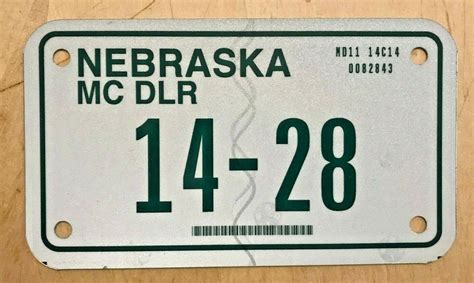 NEBRASKA
MC DLR
MD11 14C14
0082843
14-28